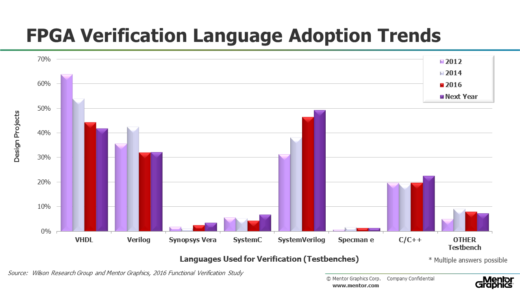 FPGA Verification Language Adoption Trends
70%
60%
50%
40%
30%
20%
10%
0%
Design Projects
2012
2014
2016
Next Year
VHDL
Verilog
Synopsys Vera
SystemC
SystemVerilog
Specman e
C/C++
OTHER
Testbench
Languages Used for Verification (Testbenches)
* Multiple answers possible
Source: Wilson Research Group and Mentor Graphics, 2016 Functional Verification Study
© Mentor Graphics Corp. Company Confidential
www.mentor.com
Mentor
Graphics